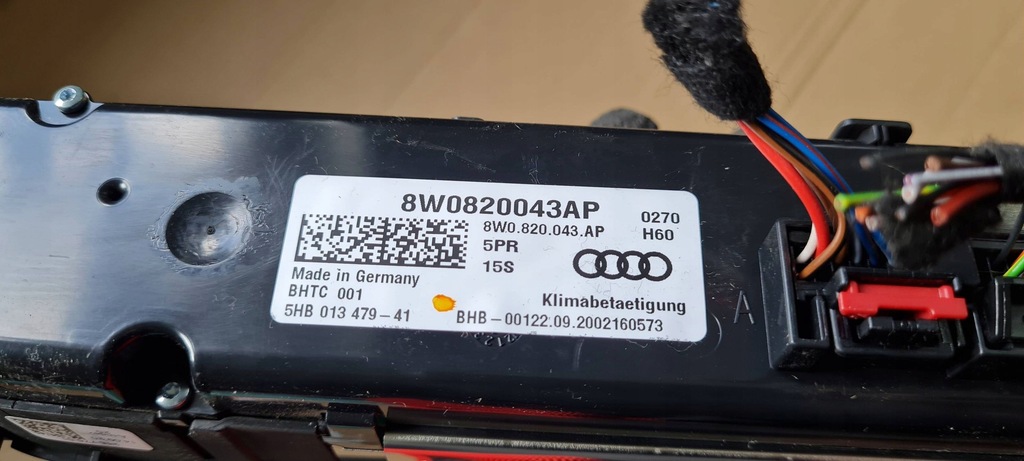 8W0820043AP
0270
8W0.820.043.AP
H60
5PR
15S
Made in Germany
BHTC 001
Klimabetaetigung
5HB 013 479-41
BHB-00122.09.2002160573
A